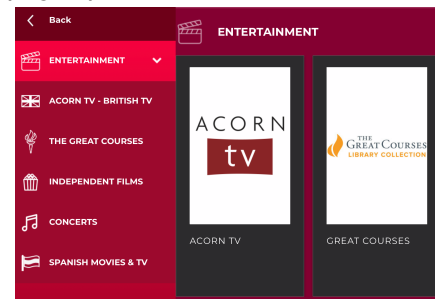 Back
ENTERTAINMENT
ACORN TV - BRITISH TV
THE GREAT COURSES
INDEPENDENT FILMS
CONCERTS
SPANISH MOVIES & TV
ENTERTAINMENT
ACORN
tv
ACORN TV
THE
GREAT COURSES
LIBRARY COLLECTION
GREAT COURSES